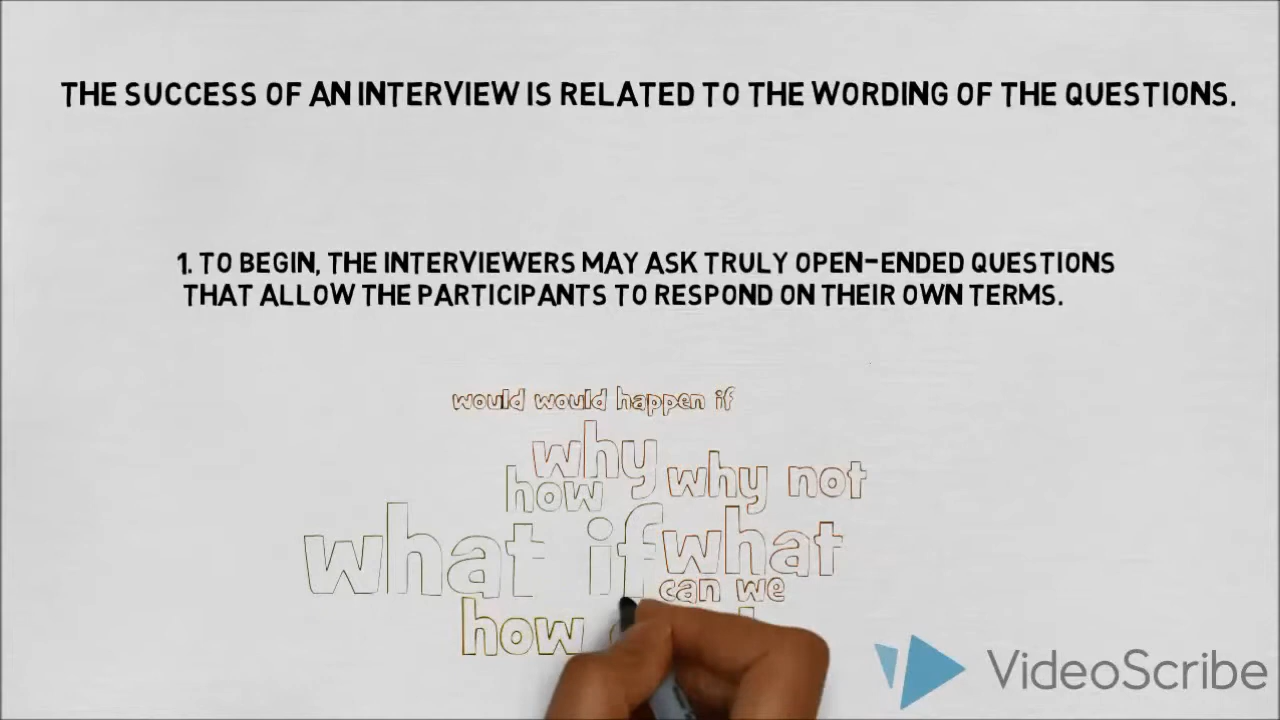 THE SUCCESS OF AN INTERVIEW IS RELATED TO THE WORDING OF THE QUESTIONS.
1. TO BEGIN, THE INTERVIEWERS MAY ASK TRULY OPEN-ENDED QUESTIONS
THAT ALLOW THE PARTICIPANTS TO RESPOND ON THEIR OWN TERMS.
would would happen if
why
how
why not
what if
what
can we
how
VideoScribe